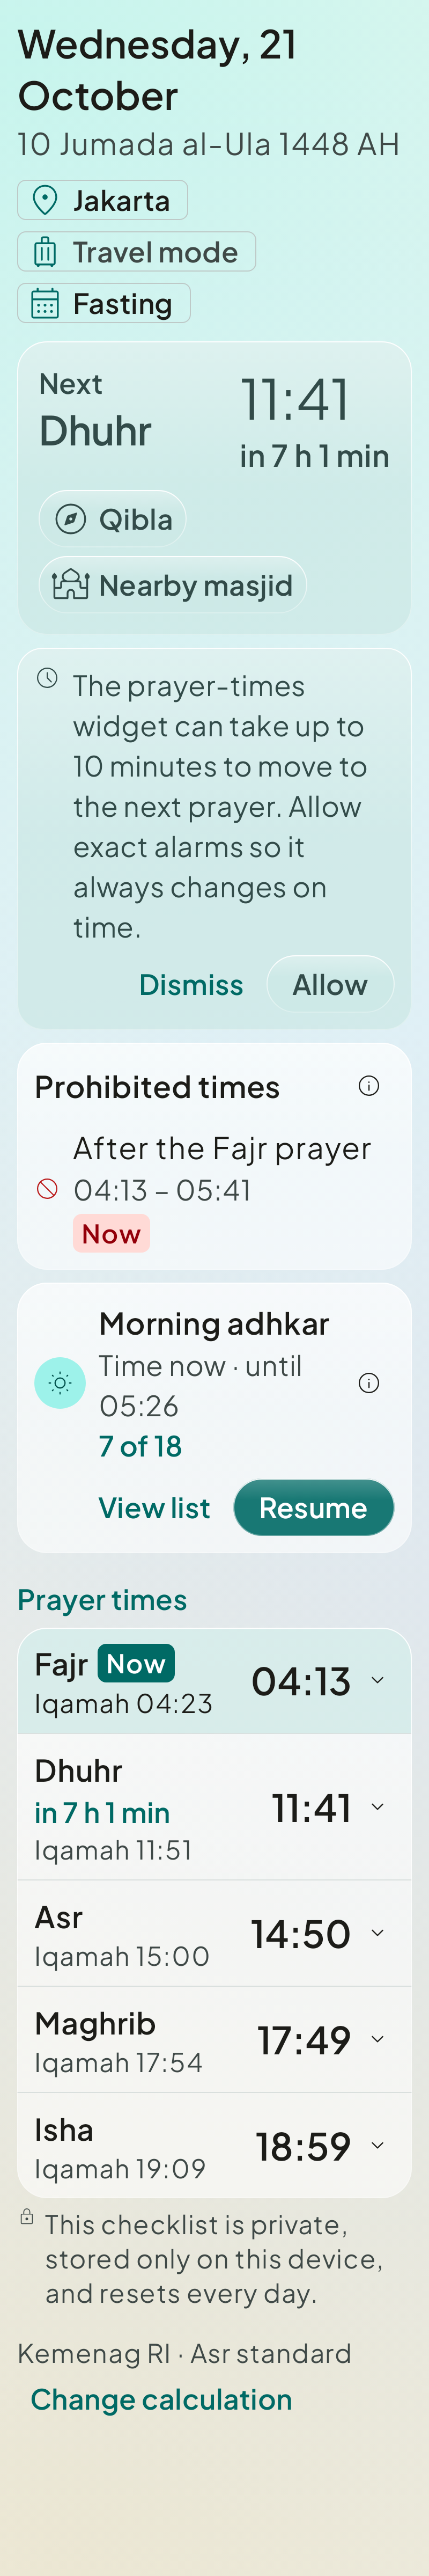 Wednesday, 21
October
10 Jumada al-Ula 1448 AH
Jakarta
Travel mode
Fasting
Next
Dhuhr
11:41
in 7 h 1 min
Qibla
Nearby masjid
The prayer-times
widget can take up to
10 minutes to move to
the next prayer. Allow
exact alarms so it
always changes on
time.
Dismiss
Allow
Prohibited times
After the Fajr prayer
04:13 – 05:41
Now
Morning adhkar
Time now · until
05:26
7 of 18
View list
Resume
Prayer times
Fajr Now
Iqamah 04:23
04:13
Dhuhr
in 7 h 1 min
Iqamah 11:51
11:41
Asr
Iqamah 15:00
14:50
Maghrib
Iqamah 17:54
17:49
Isha
Iqamah 19:09
18:59
This checklist is private,
stored only on this device,
and resets every day.
Kemenag RI · Asr standard
Change calculation